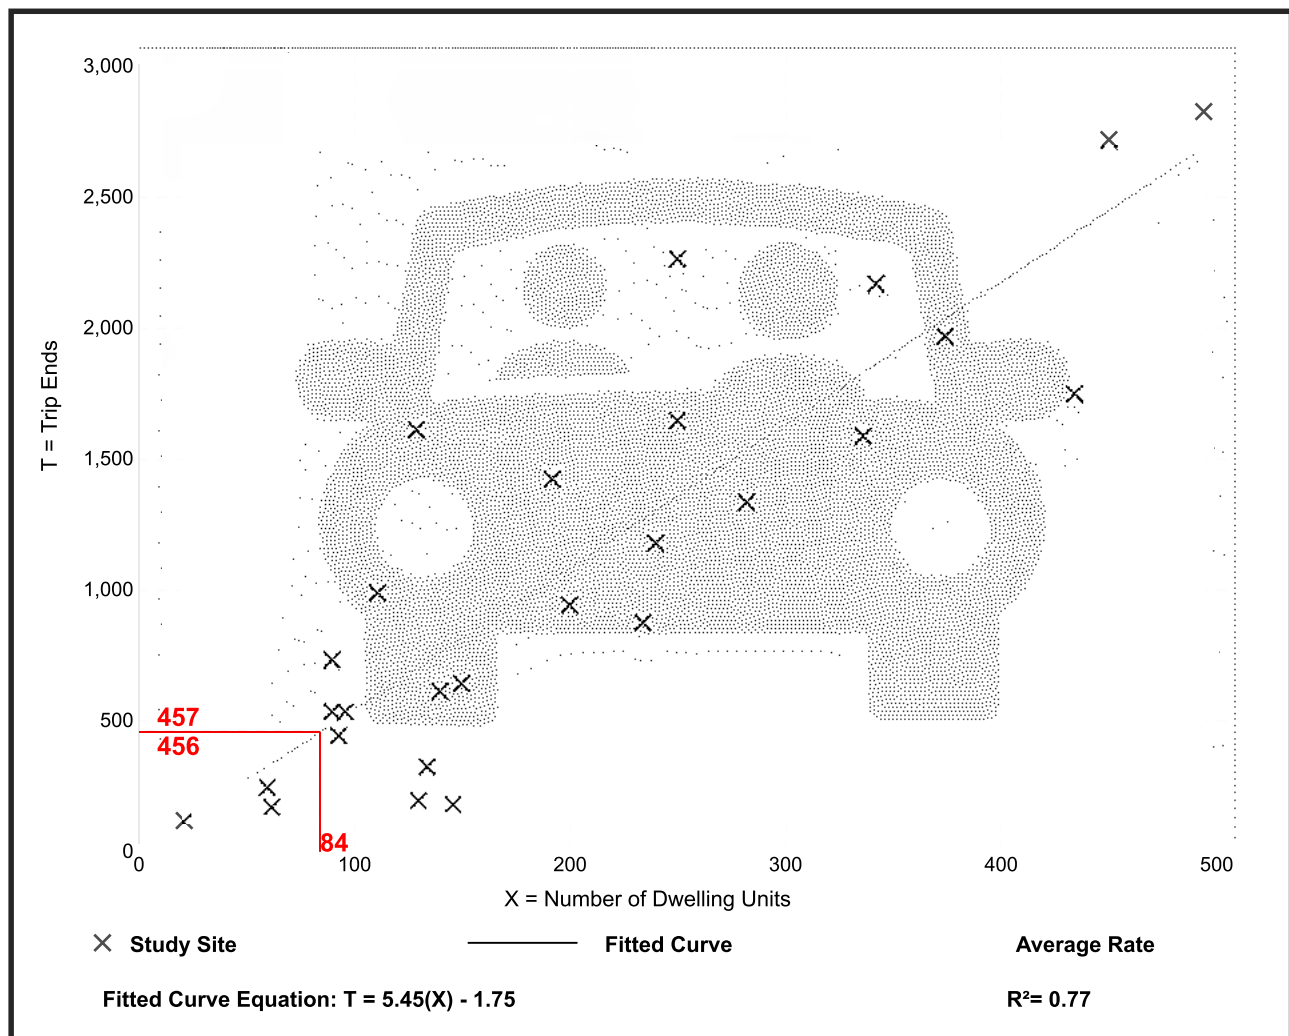 3,000
2,500
2,000
1,500
1,000
500
0
T = Trip Ends
457
456
84
0 100 200 300 400 500
X = Number of Dwelling Units
Study Site Fitted Curve Average Rate
Fitted Curve Equation: T = 5.45(X) - 1.75 R²= 0.77